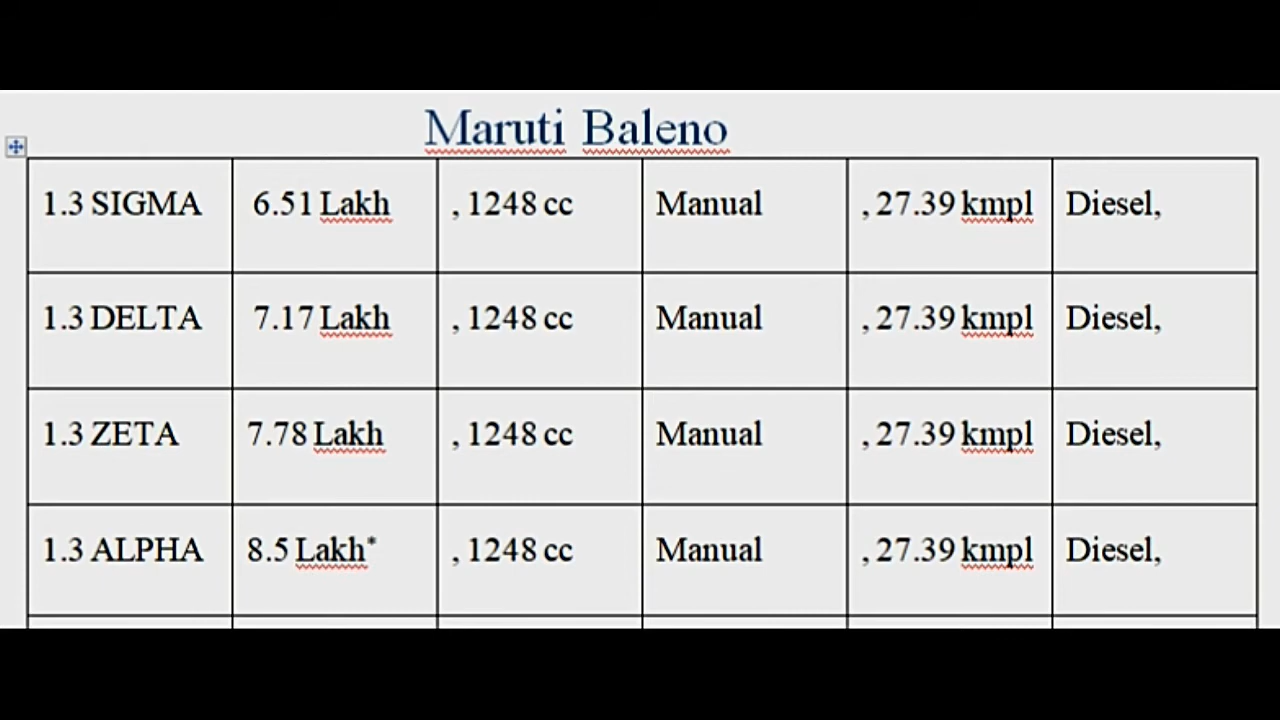 Maruti Baleno
1.3 SIGMA 6.51 Lakh , 1248 cc Manual , 27.39 kmpl Diesel,
1.3 DELTA 7.17 Lakh , 1248 cc Manual , 27.39 kmpl Diesel,
1.3 ZETA 7.78 Lakh , 1248 cc Manual , 27.39 kmpl Diesel,
1.3 ALPHA 8.5 Lakh* , 1248 cc Manual , 27.39 kmpl Diesel,